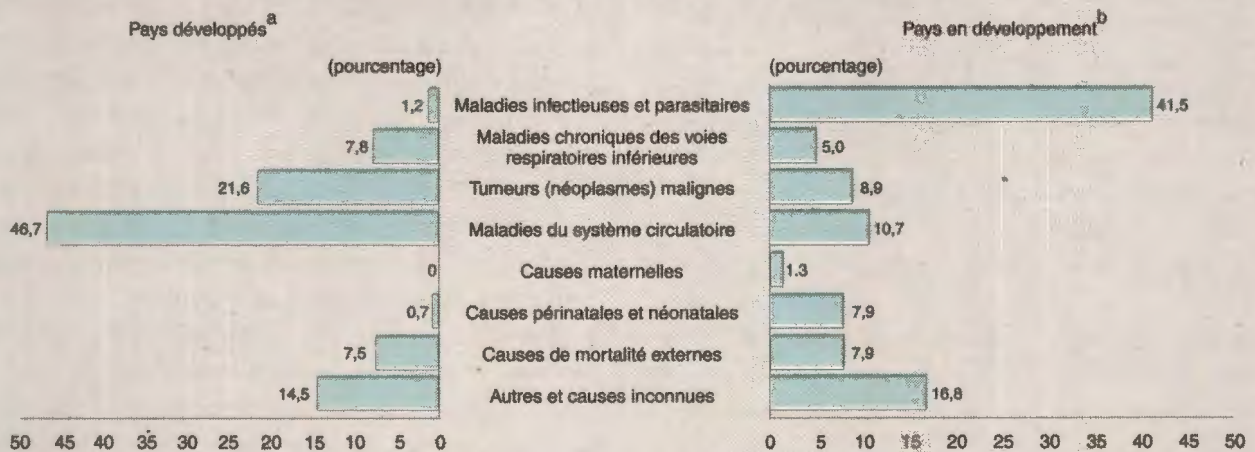 Pays développés a
Pays en développement b
(pourcentage)
(pourcentage)
1,2 Maladies infectieuses et parasitaires 41,5
7,8 Maladies chroniques des voies respiratoires inférieures 5,0
21,6 Tumeurs (néoplasmes) malignes 8,9
46,7 Maladies du système circulatoire 10,7
0 Causes maternelles 1.3
0,7 Causes périnatales et néonatales 7,9
7,5 Causes de mortalité externes 7,9
14,5 Autres et causes inconnues 16,8
50 45 40 35 30 25 20 15 10 5 0
0 5 10 15 20 25 30 35 40 45 50